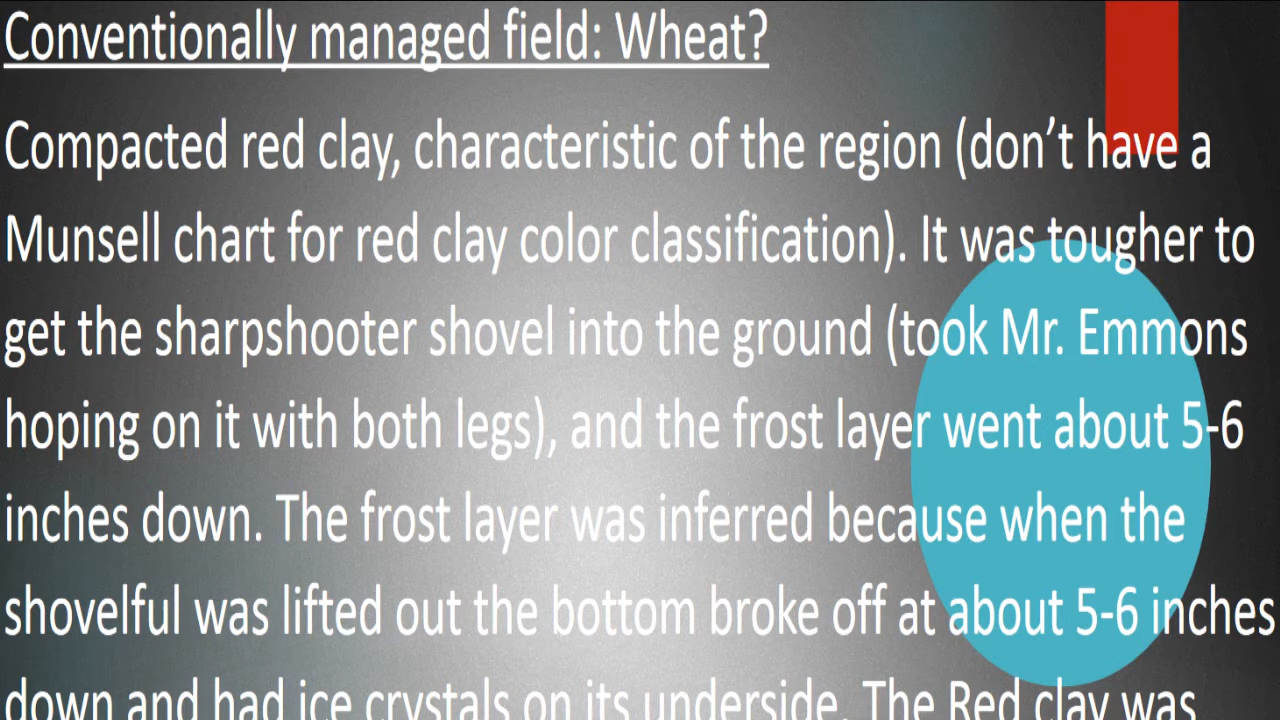 Conventionally managed field: Wheat?
Compacted red clay, characteristic of the region (don’t have a
Munsell chart for red clay color classification). It was tougher to
get the sharpshooter shovel into the ground (took Mr. Emmons
hoping on it with both legs), and the frost layer went about 5-6
inches down. The frost layer was inferred because when the
shovelful was lifted out the bottom broke off at about 5-6 inches
down and had ice crystals on its underside. The Red clay was